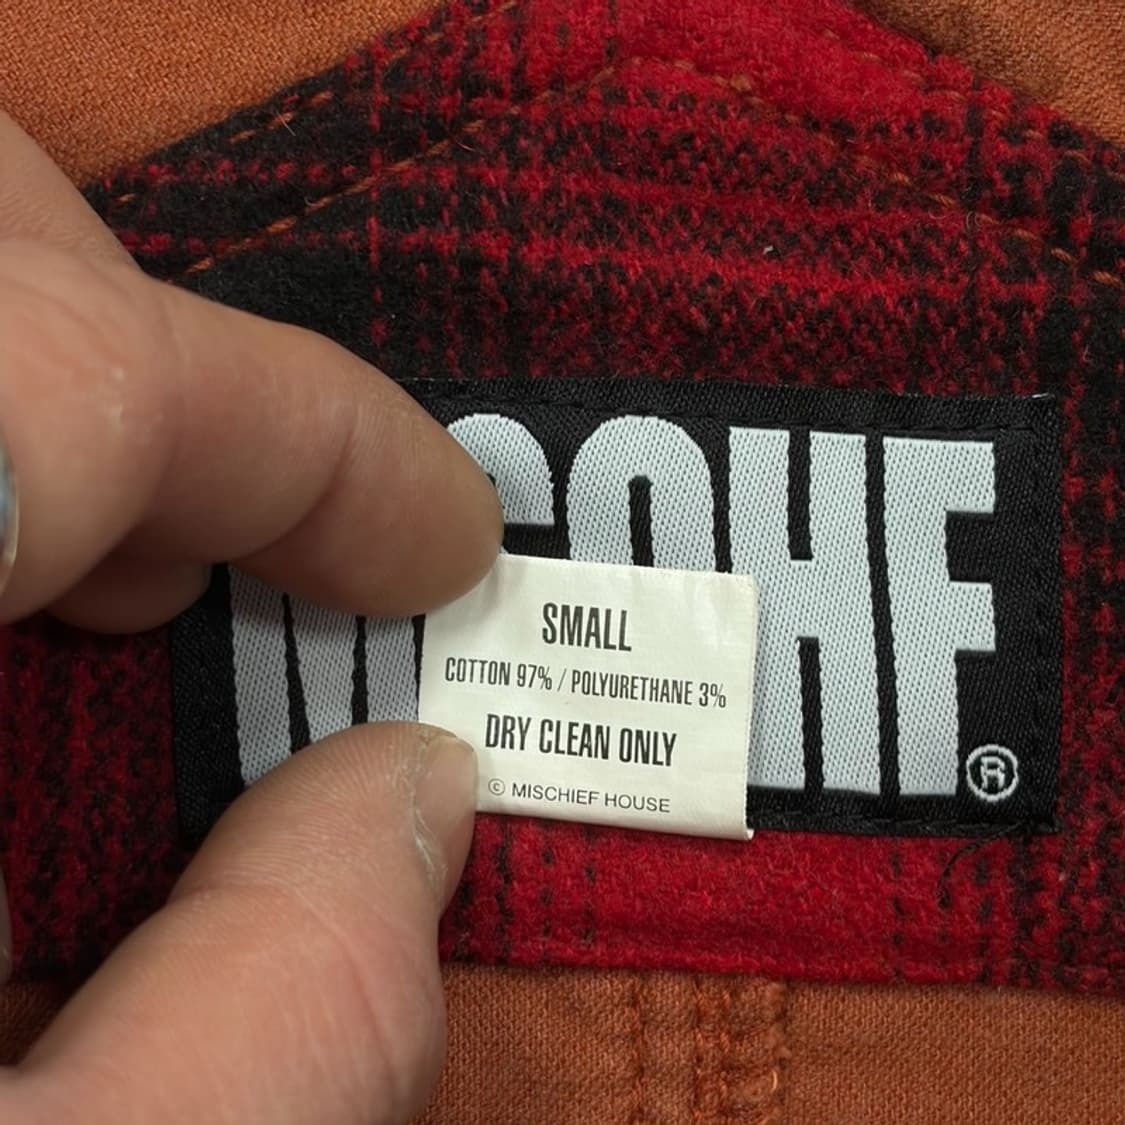 SMALL
COTTON 97% / POLYURETHANE 3%
DRY CLEAN ONLY
© MISCHIEF HOUSE
®